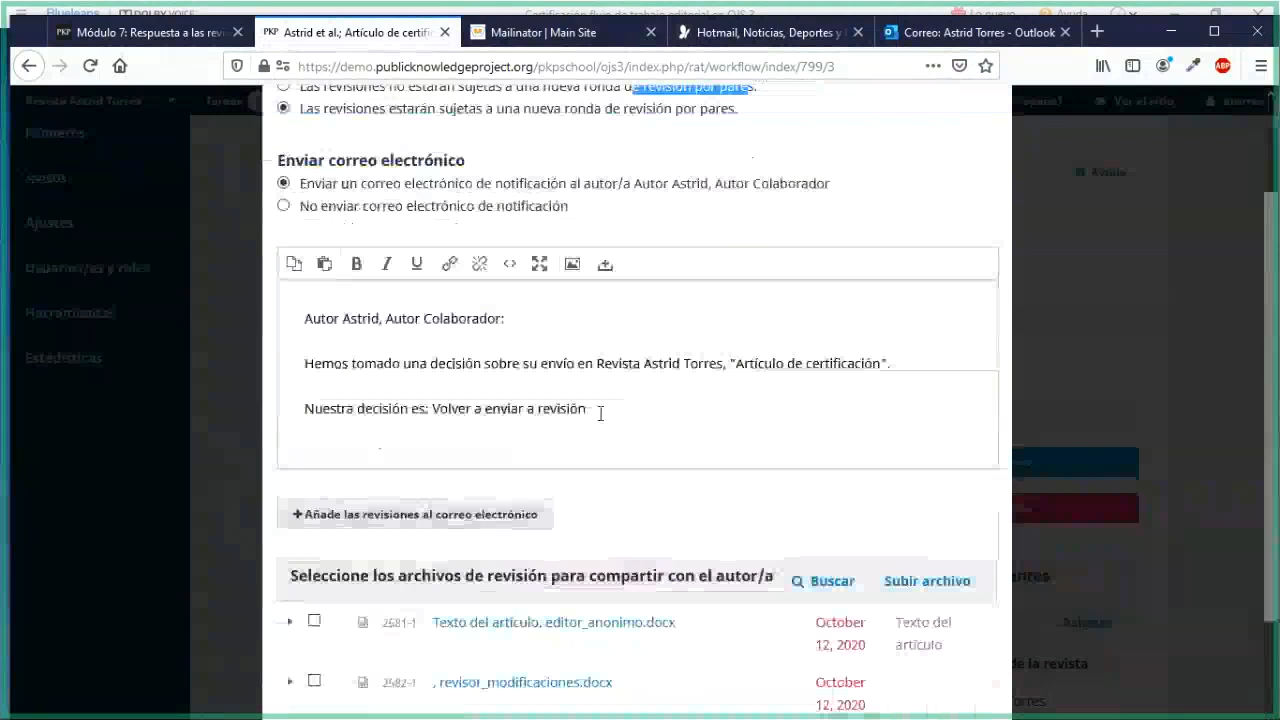 Módulo 7: Respuesta a las rev
Astrid et al.; Artículo de certific
Mailinator | Main Site
Hotmail, Noticias, Deportes y
Correo: Astrid Torres - Outlook
https://demo.publicknowledgeproject.org/pkpschool/ojs3/index.php/rat/workflow/index/799/3
Las revisiones no estarán sujetas a una nueva ronda de revisión por pares.
Las revisiones estarán sujetas a una nueva ronda de revisión por pares.
Revista Astrid Torres
Tareas
Ver el sitio
Números
Ajustes
Herramientas
Estadísticas
Enviar correo electrónico
Enviar un correo electrónico de notificación al autor/a Autor Astrid, Autor Colaborador
No enviar correo electrónico de notificación
Autor Astrid, Autor Colaborador:
Hemos tomado una decisión sobre su envío en Revista Astrid Torres, "Artículo de certificación".
Nuestra decisión es: Volver a enviar a revisión
Añade las revisiones al correo electrónico
Seleccione los archivos de revisión para compartir con el autor/a
Buscar
Subir archivo
2581-1 Texto del artículo, editor_anonimo.docx October 12, 2020 Texto del artículo
2582-1 , revisor_modificaciones.docx October 12, 2020
de la revista